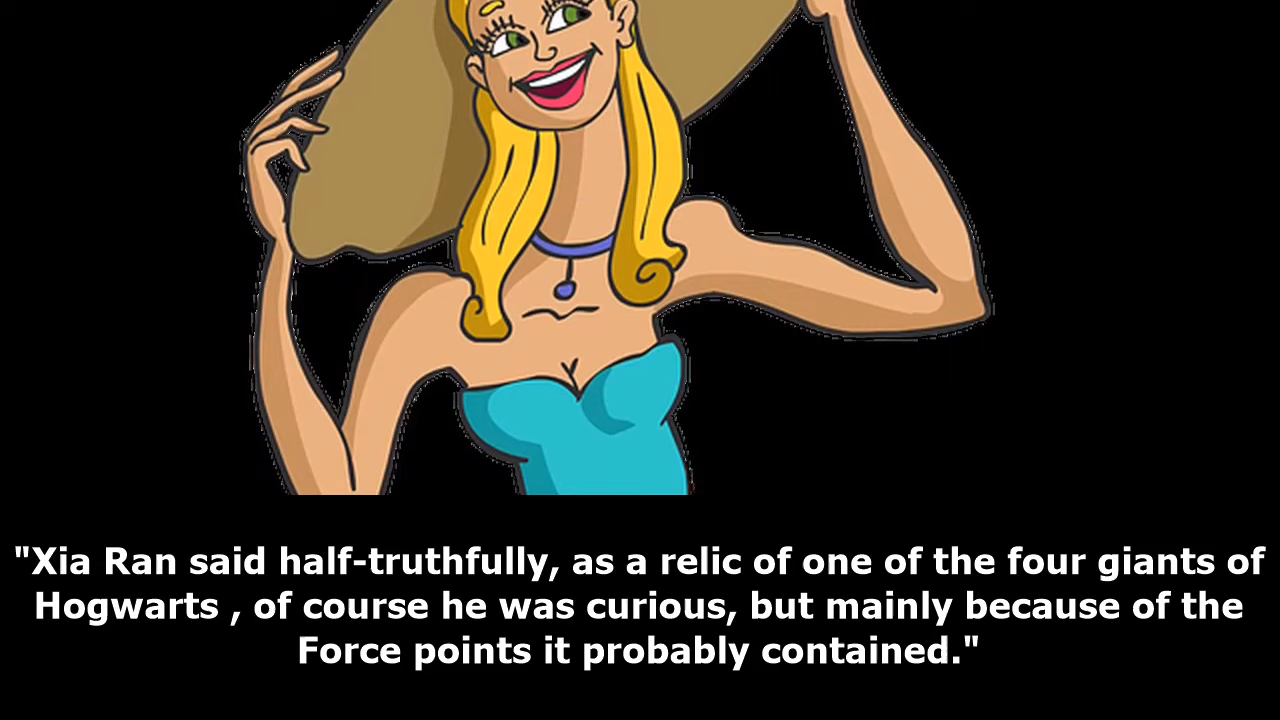 "Xia Ran said half-truthfully, as a relic of one of the four giants of
Hogwarts , of course he was curious, but mainly because of the
Force points it probably contained."